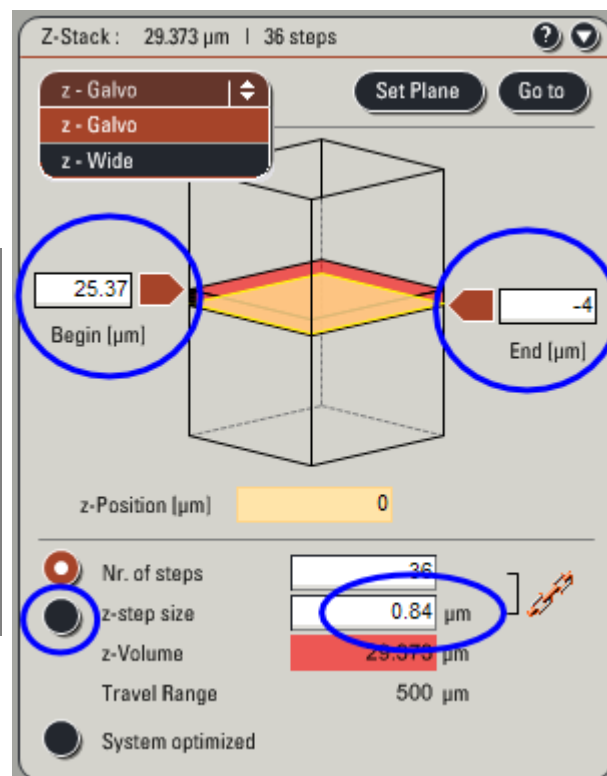 Z-Stack : 29.373 µm | 36 steps ?
z - Galvo Set Plane Go to
z - Galvo
z - Wide
25.37
Begin [µm]
-4
End [µm]
z-Position [µm] 0
Nr. of steps 36
z-step size 0.84 µm
z-Volume 29.373 µm
Travel Range 500 µm
System optimized